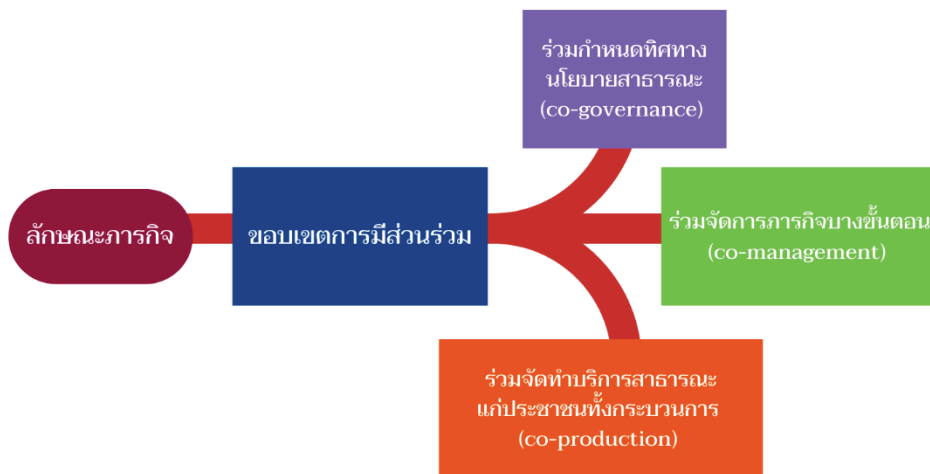 ลักษณะภารกิจ
ขอบเขตการมีส่วนร่วม
ร่วมกำหนดทิศทาง
นโยบายสาธารณะ
(co-governance)
ร่วมจัดการภารกิจบางขั้นตอน
(co-management)
ร่วมจัดทำบริการสาธารณะ
แก่ประชาชนทั้งกระบวนการ
(co-production)